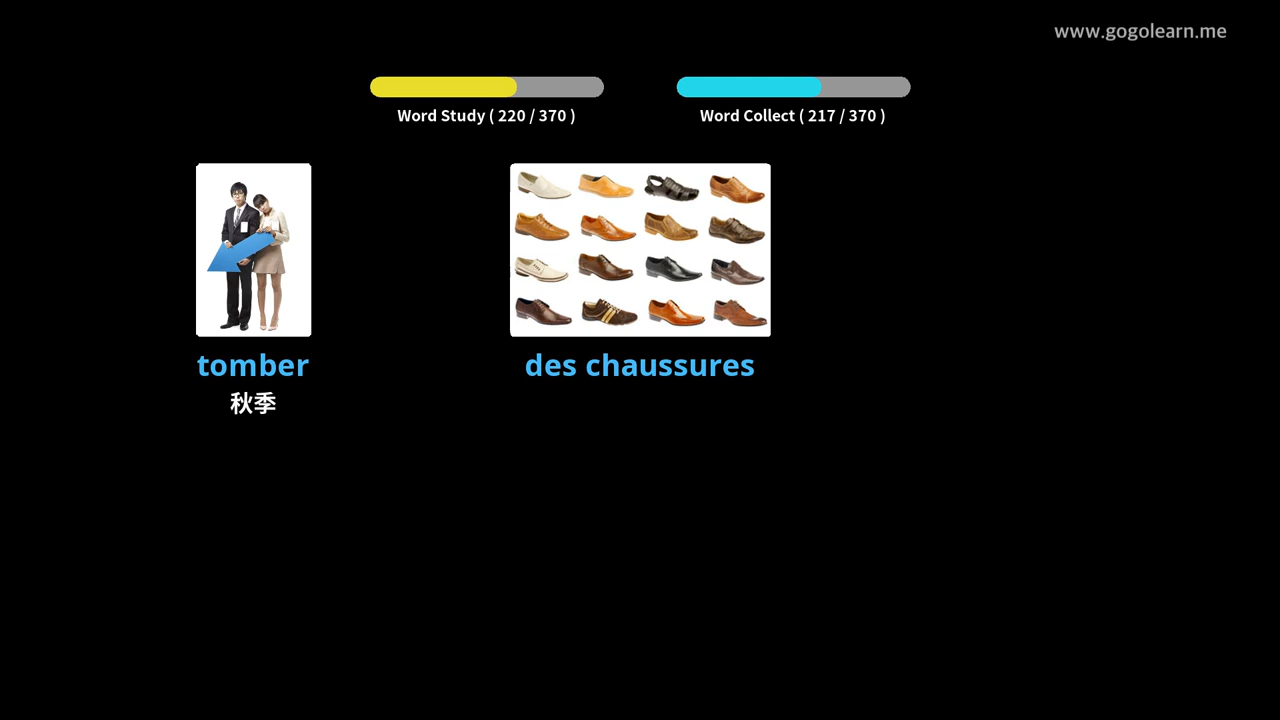 www.gogolearn.me
Word Study ( 220 / 370 )
Word Collect ( 217 / 370 )
tomber
des chaussures
秋季